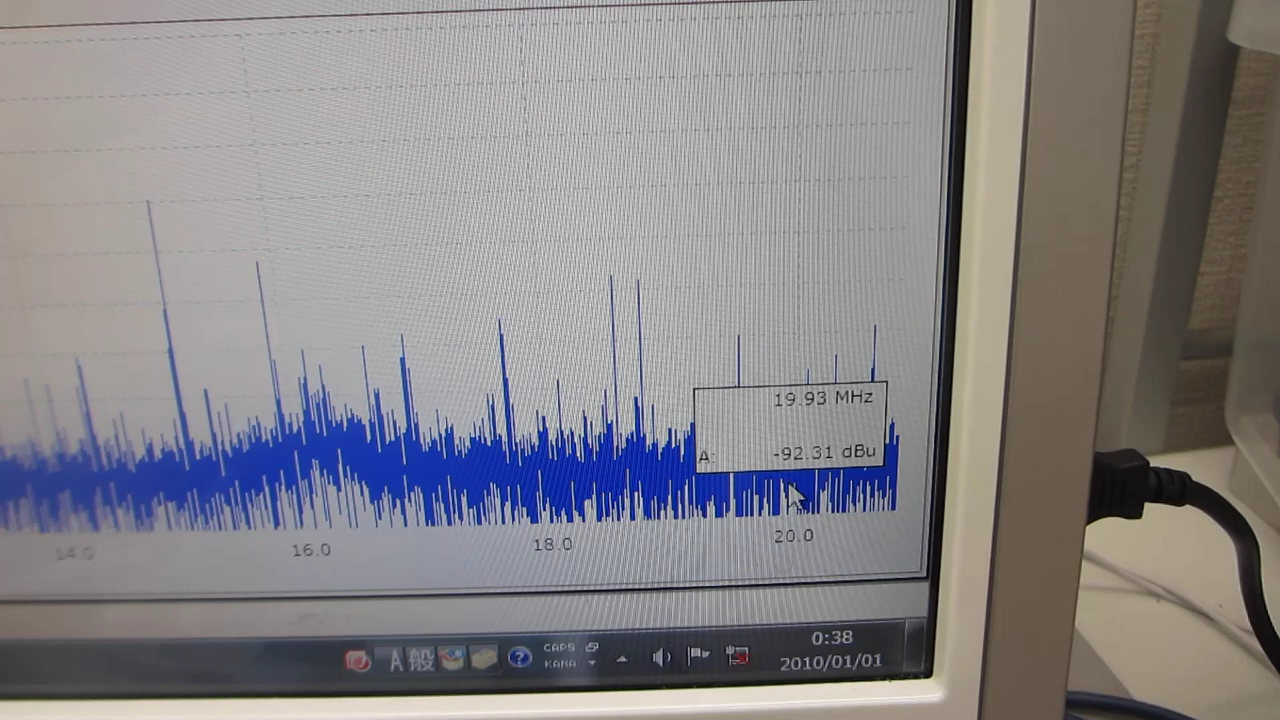 19.93 MHz
A: -92.31 dBu
14.0 16.0 18.0 20.0
A 般
?
CAPS
KANA
0:38
2010/01/01